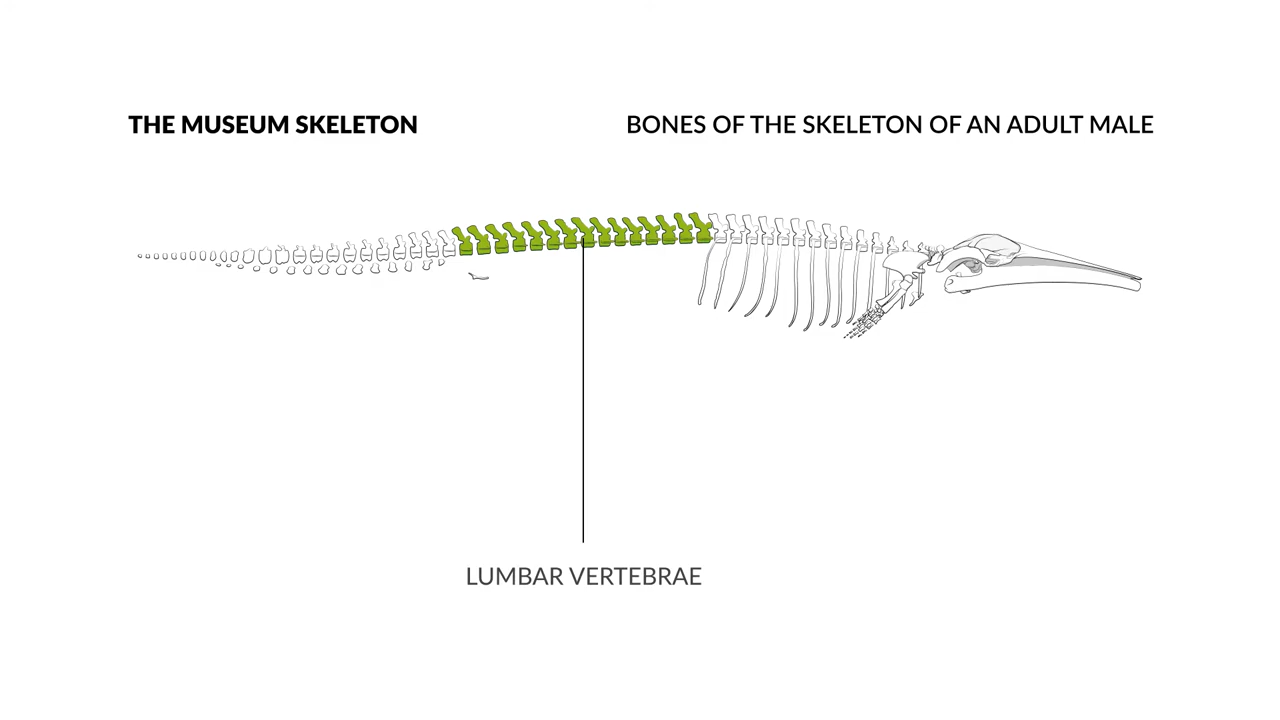 THE MUSEUM SKELETON
BONES OF THE SKELETON OF AN ADULT MALE
LUMBAR VERTEBRAE